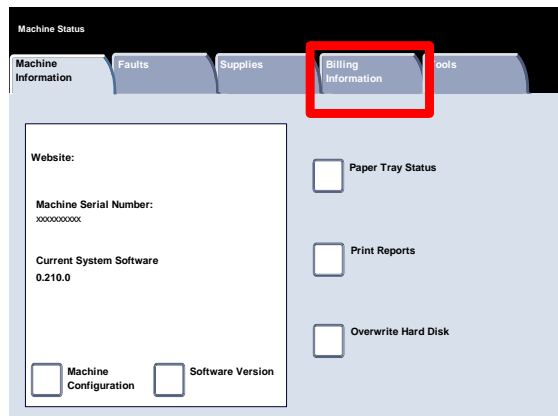 Machine Status
Machine
Information
Faults
Supplies
Billing
Information
ools
Website:
Machine Serial Number:
xxxxxxxxxx
Current System Software
0.210.0
Machine
Configuration
Software Version
Paper Tray Status
Print Reports
Overwrite Hard Disk